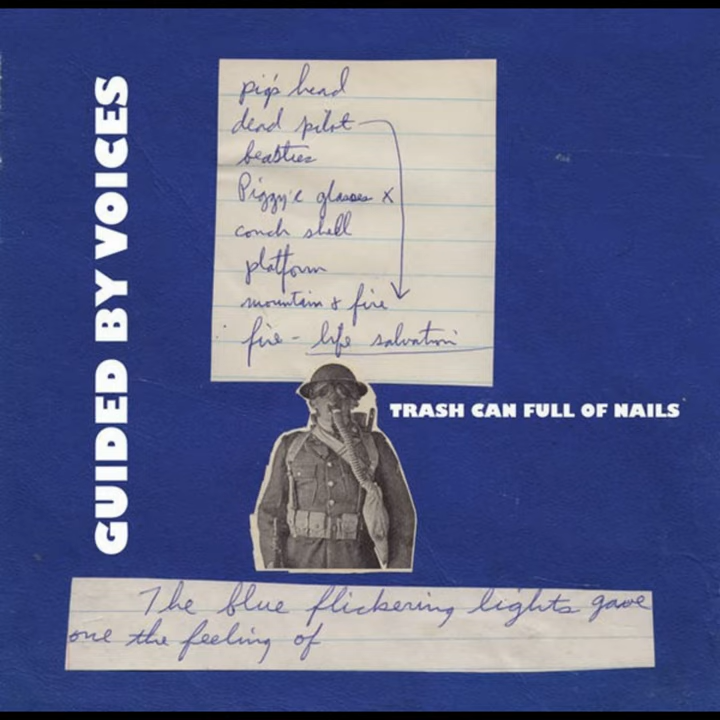 GUIDED BY VOICES
pig's head
dead pilot
beasties
Piggy's glasses x
conch shell
platform
mountain & fire
fire - life salvation
TRASH CAN FULL OF NAILS
The blue flickering lights gave
one the feeling of